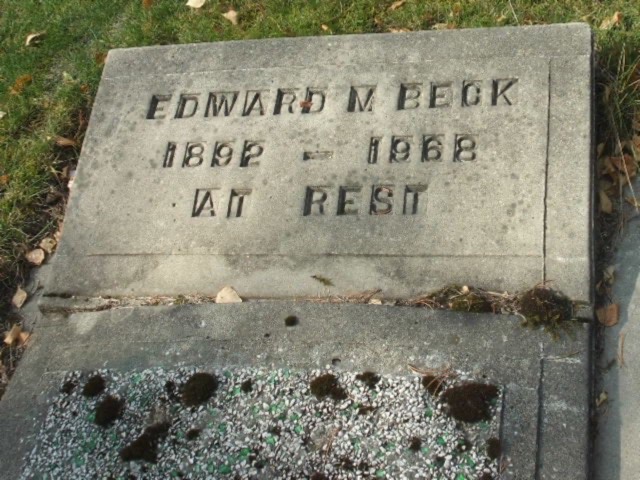 EDWARD M BECK
1892 - 1968
AT REST